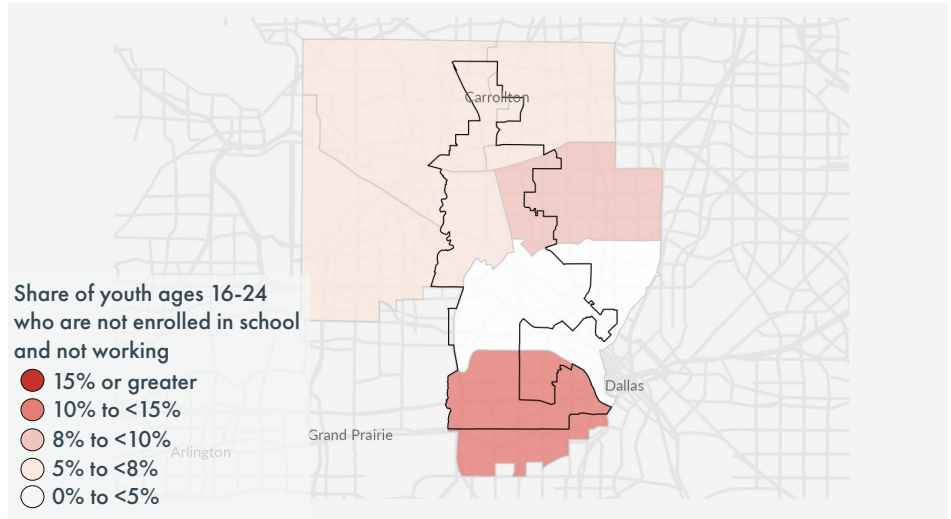 Carrollton
Share of youth ages 16-24
who are not enrolled in school
and not working
15% or greater
10% to <15%
8% to <10%
5% to <8%
0% to <5%
Dallas
Grand Prairie
Arlington